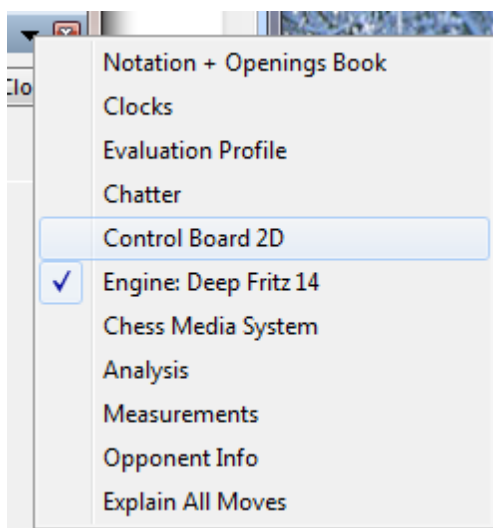 Clo
Notation + Openings Book
Clocks
Evaluation Profile
Chatter
Control Board 2D
Engine: Deep Fritz 14
Chess Media System
Analysis
Measurements
Opponent Info
Explain All Moves